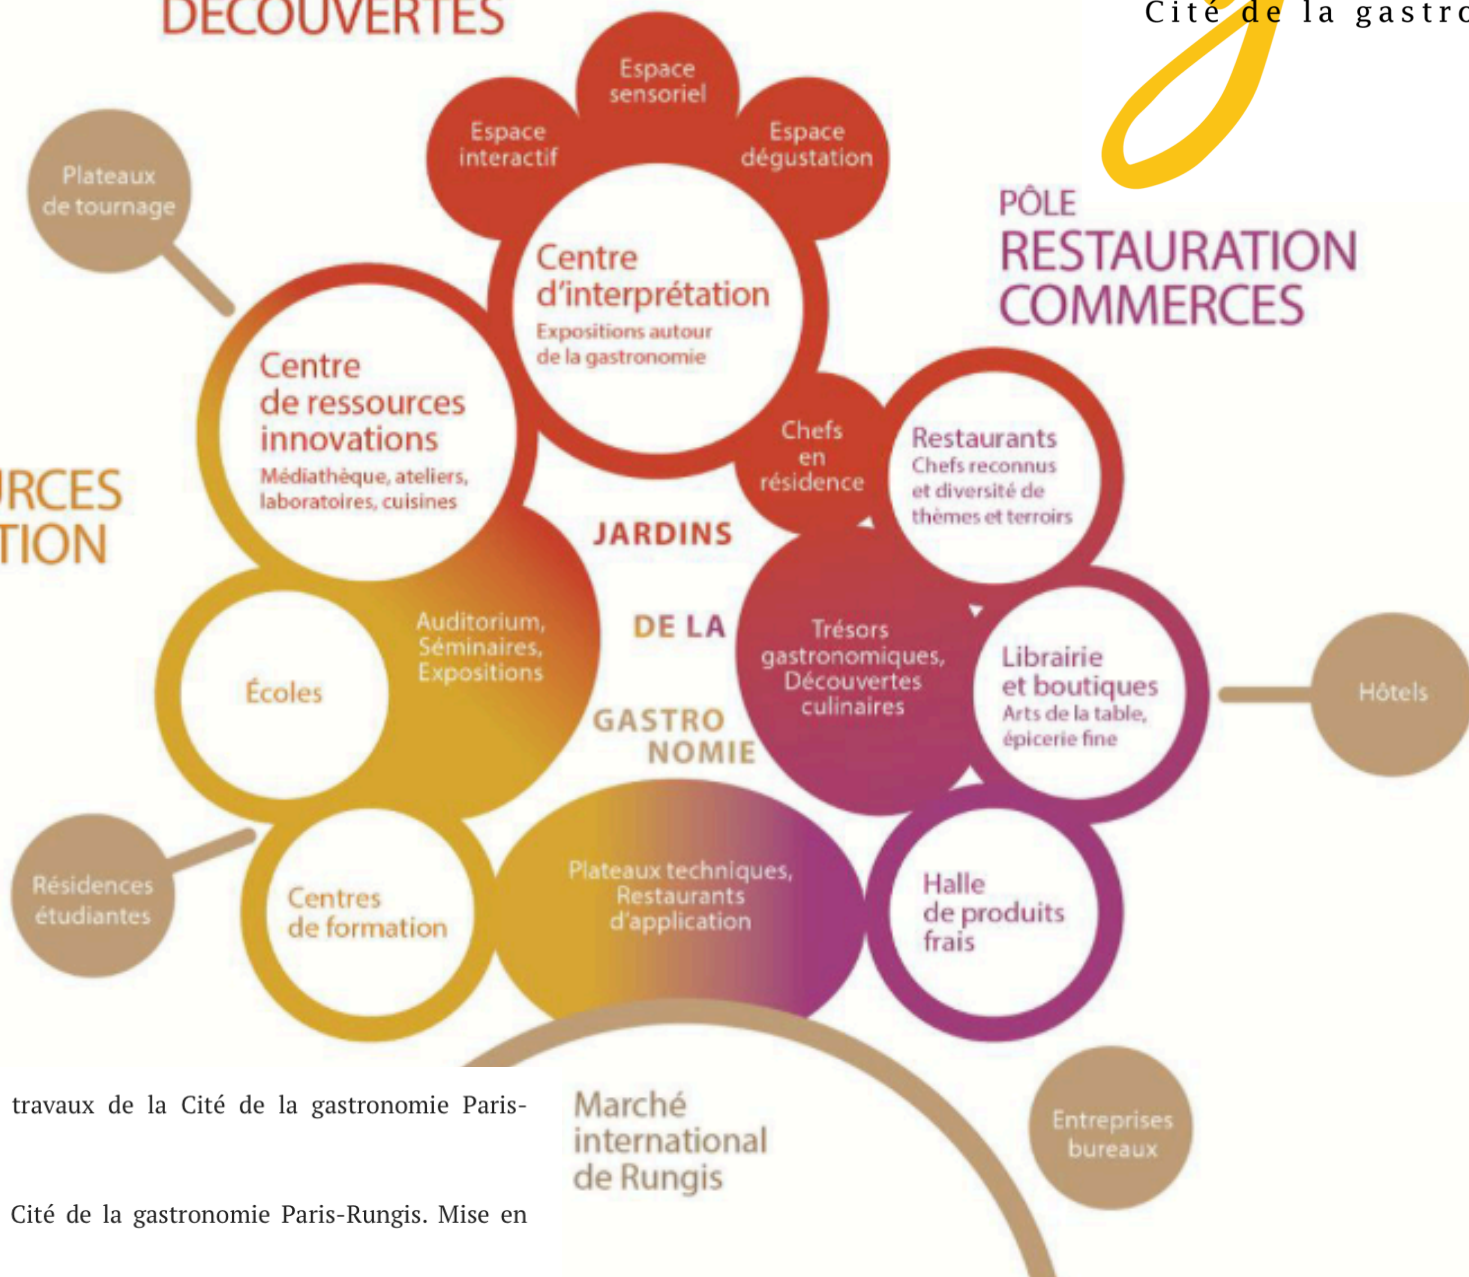 DÉCOUVERTES
Cité de la gastro
Espace
sensoriel
Espace
interactif
Espace
dégustation
Plateaux
de tournage
PÔLE
RESTAURATION
COMMERCES
Centre
d'interprétation
Expositions autour
de la gastronomie
Centre
de ressources
innovations
Médiathèque, ateliers,
laboratoires, cuisines
Chefs
en
résidence
Restaurants
Chefs reconnus
et diversité de
thèmes et terroirs
RCES
TION
JARDINS
DE LA
GASTRO
NOMIE
Auditorium,
Séminaires,
Expositions
Écoles
Trésors
gastronomiques,
Découvertes
culinaires
Librairie
et boutiques
Arts de la table,
épicerie fine
Hôtels
Résidences
étudiantes
Centres
de formation
Plateaux techniques,
Restaurants
d'application
Halle
de produits
frais
Marché
international
de Rungis
Entreprises
bureaux
travaux de la Cité de la gastronomie Paris-
Cité de la gastronomie Paris-Rungis. Mise en